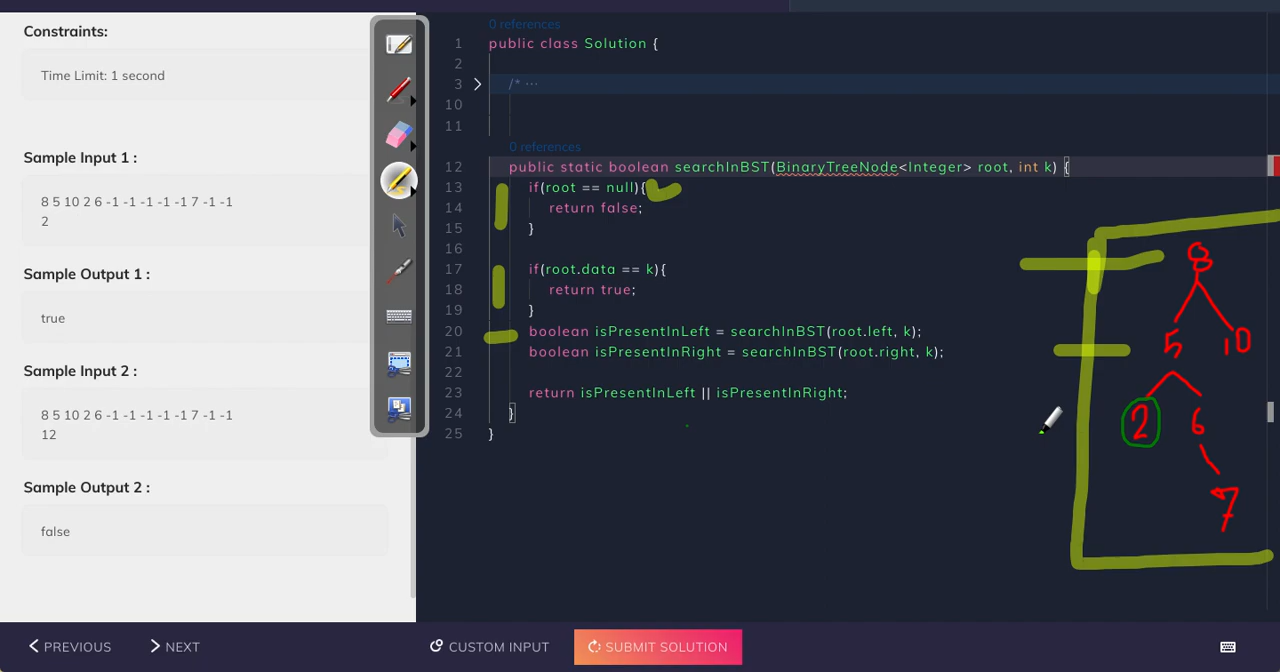 Constraints:
Time Limit: 1 second
Sample Input 1 :
8 5 10 2 6 -1 -1 -1 -1 -1 7 -1 -1
2
Sample Output 1 :
true
Sample Input 2 :
8 5 10 2 6 -1 -1 -1 -1 -1 7 -1 -1
12
Sample Output 2 :
false
0 references
1 public class Solution {
2
3 /* ...
10
11
0 references
12 public static boolean searchInBST(BinaryTreeNode<Integer> root, int k) {
13 if(root == null){
14 return false;
15 }
16
17 if(root.data == k){
18 return true;
19 }
20 boolean isPresentInLeft = searchInBST(root.left, k);
21 boolean isPresentInRight = searchInBST(root.right, k);
22
23 return isPresentInLeft || isPresentInRight;
24 }
25 }
8
5 10
2 6
7
PREVIOUS
NEXT
CUSTOM INPUT
SUBMIT SOLUTION